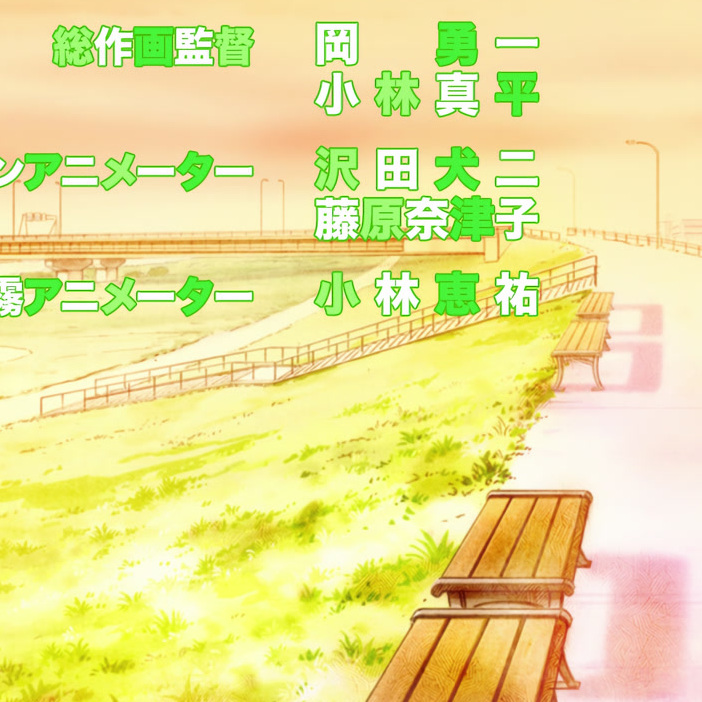 総作画監督 岡 勇一
小林真平
ンアニメーター 沢田犬二
藤原奈津子
霧アニメーター 小林恵祐